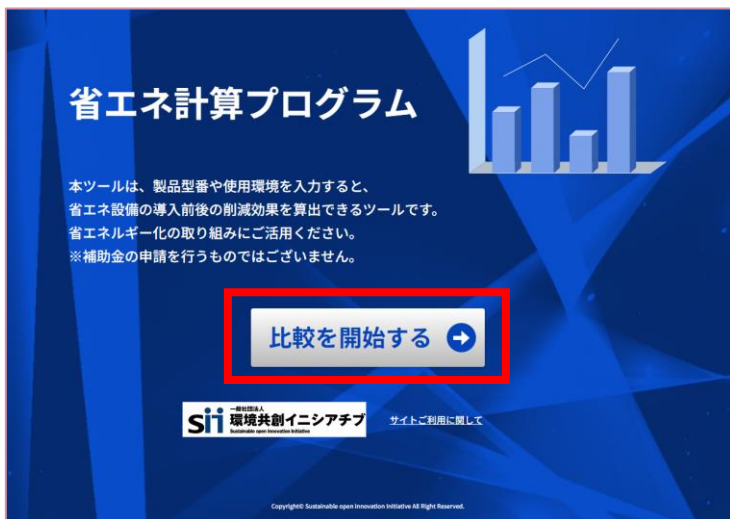 省エネ計算プログラム
本ツールは、製品型番や使用環境を入力すると、
省エネ設備の導入前後の削減効果を算出できるツールです。
省エネルギー化の取り組みにご活用ください。
※補助金の申請を行うものではございません。
比較を開始する
sii 一般社団法人
環境共創イニシアチブ
Sustainable open Innovation Initiative
サイトご利用に関して
Copyright© Sustainable open Innovation Initiative All Right Reserved.